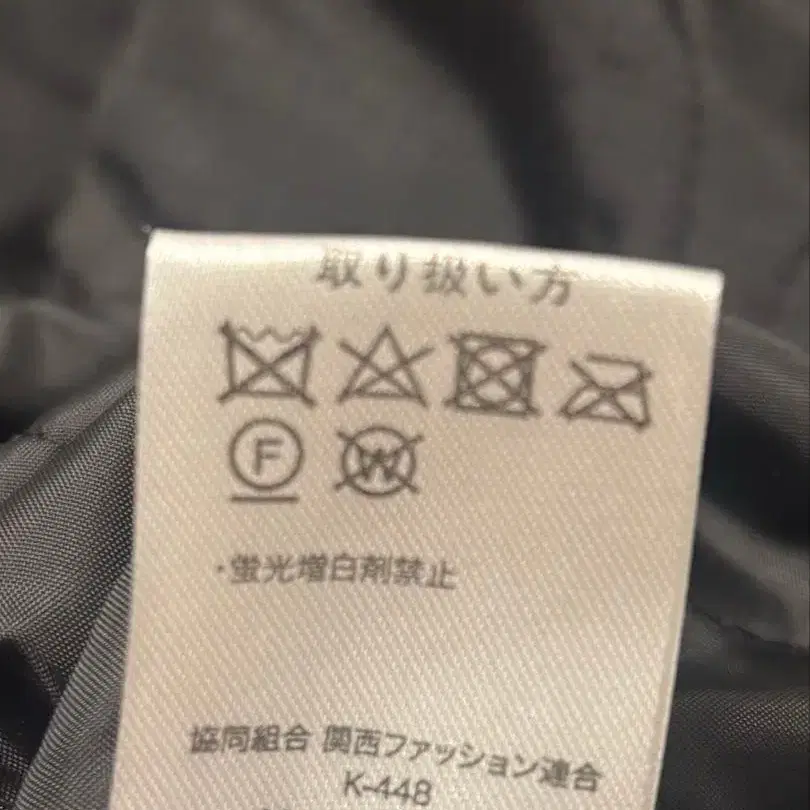 取り扱い方
F
W
・蛍光増白剤禁止
協同組合 関西ファッション連合
K-448